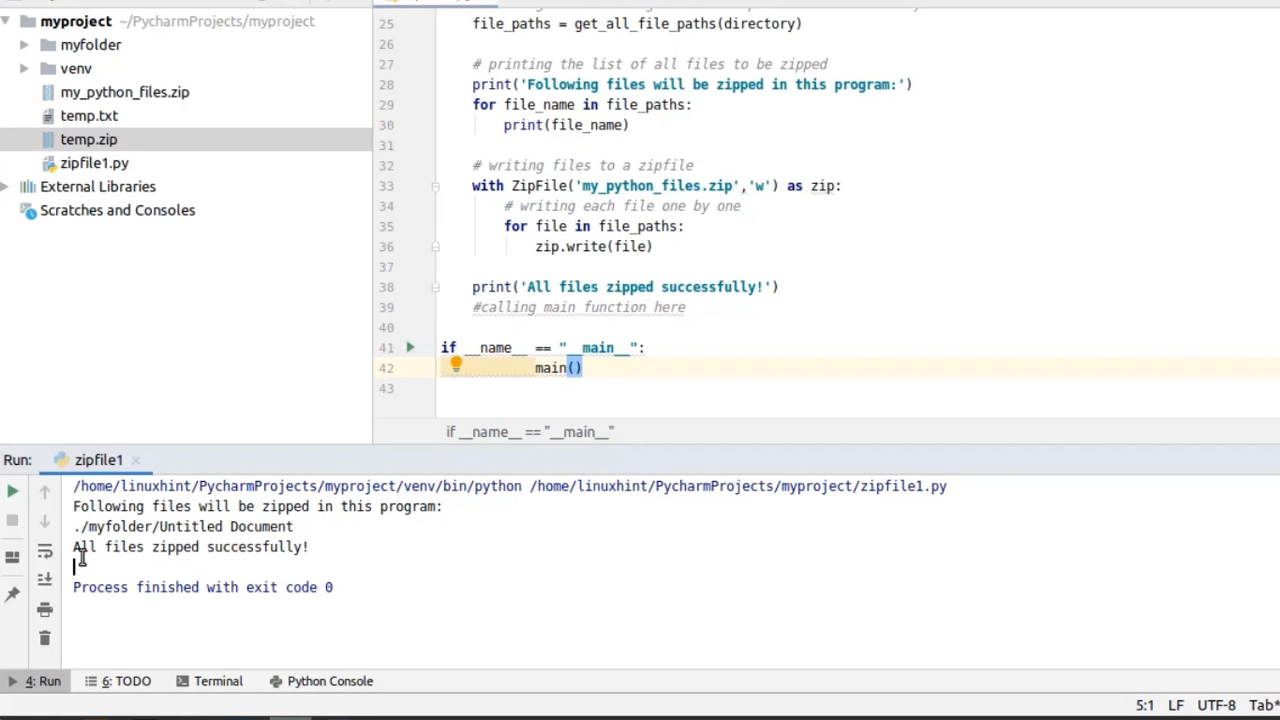 myproject ~/PycharmProjects/myproject
myfolder
venv
my_python_files.zip
temp.txt
temp.zip
zipfile1.py
External Libraries
Scratches and Consoles
25 file_paths = get_all_file_paths(directory)
26
27 # printing the list of all files to be zipped
28 print('Following files will be zipped in this program:')
29 for file_name in file_paths:
30 print(file_name)
31
32 # writing files to a zipfile
33 with ZipFile('my_python_files.zip','w') as zip:
34 # writing each file one by one
35 for file in file_paths:
36 zip.write(file)
37
38 print('All files zipped successfully!')
39 #calling main function here
40
41 if __name__ == "__main__":
42 main()
43
if __name__ == "__main__"
Run: zipfile1
/home/linuxhint/PycharmProjects/myproject/venv/bin/python /home/linuxhint/PycharmProjects/myproject/zipfile1.py
Following files will be zipped in this program:
./myfolder/Untitled Document
All files zipped successfully!
Process finished with exit code 0
4: Run 6: TODO Terminal Python Console
5:1 LF UTF-8 Tab*